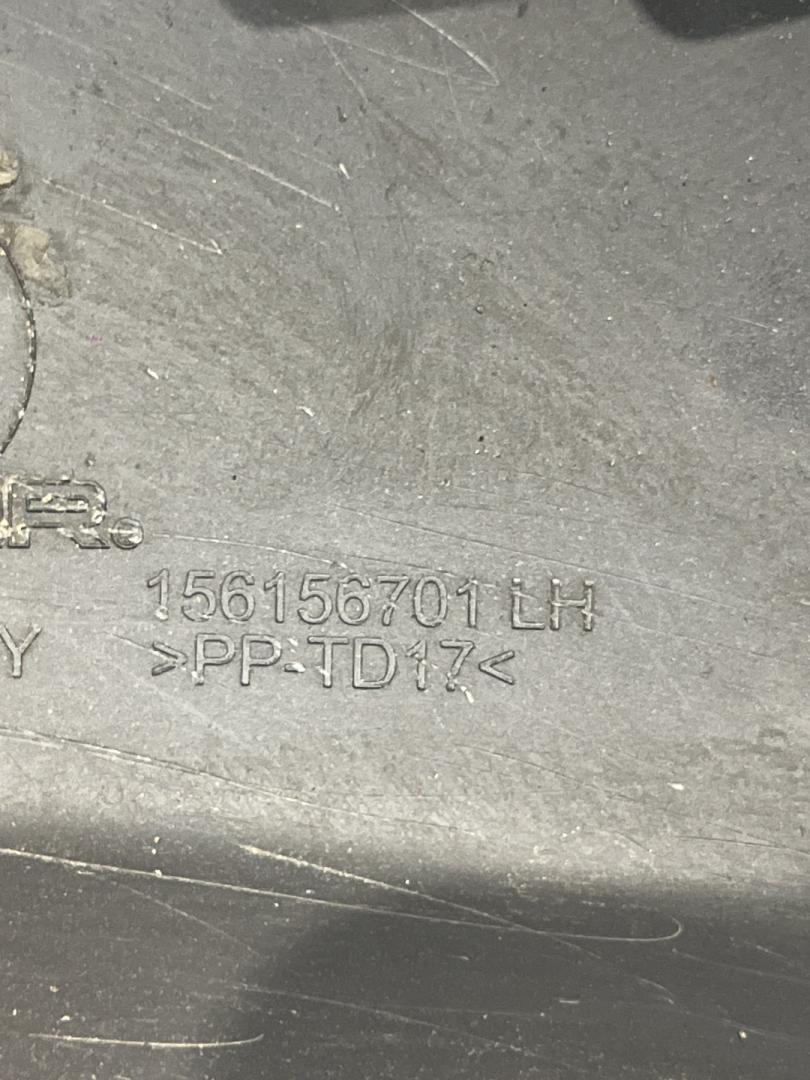 R.
156156701 LH
Y
>PP-TD17<